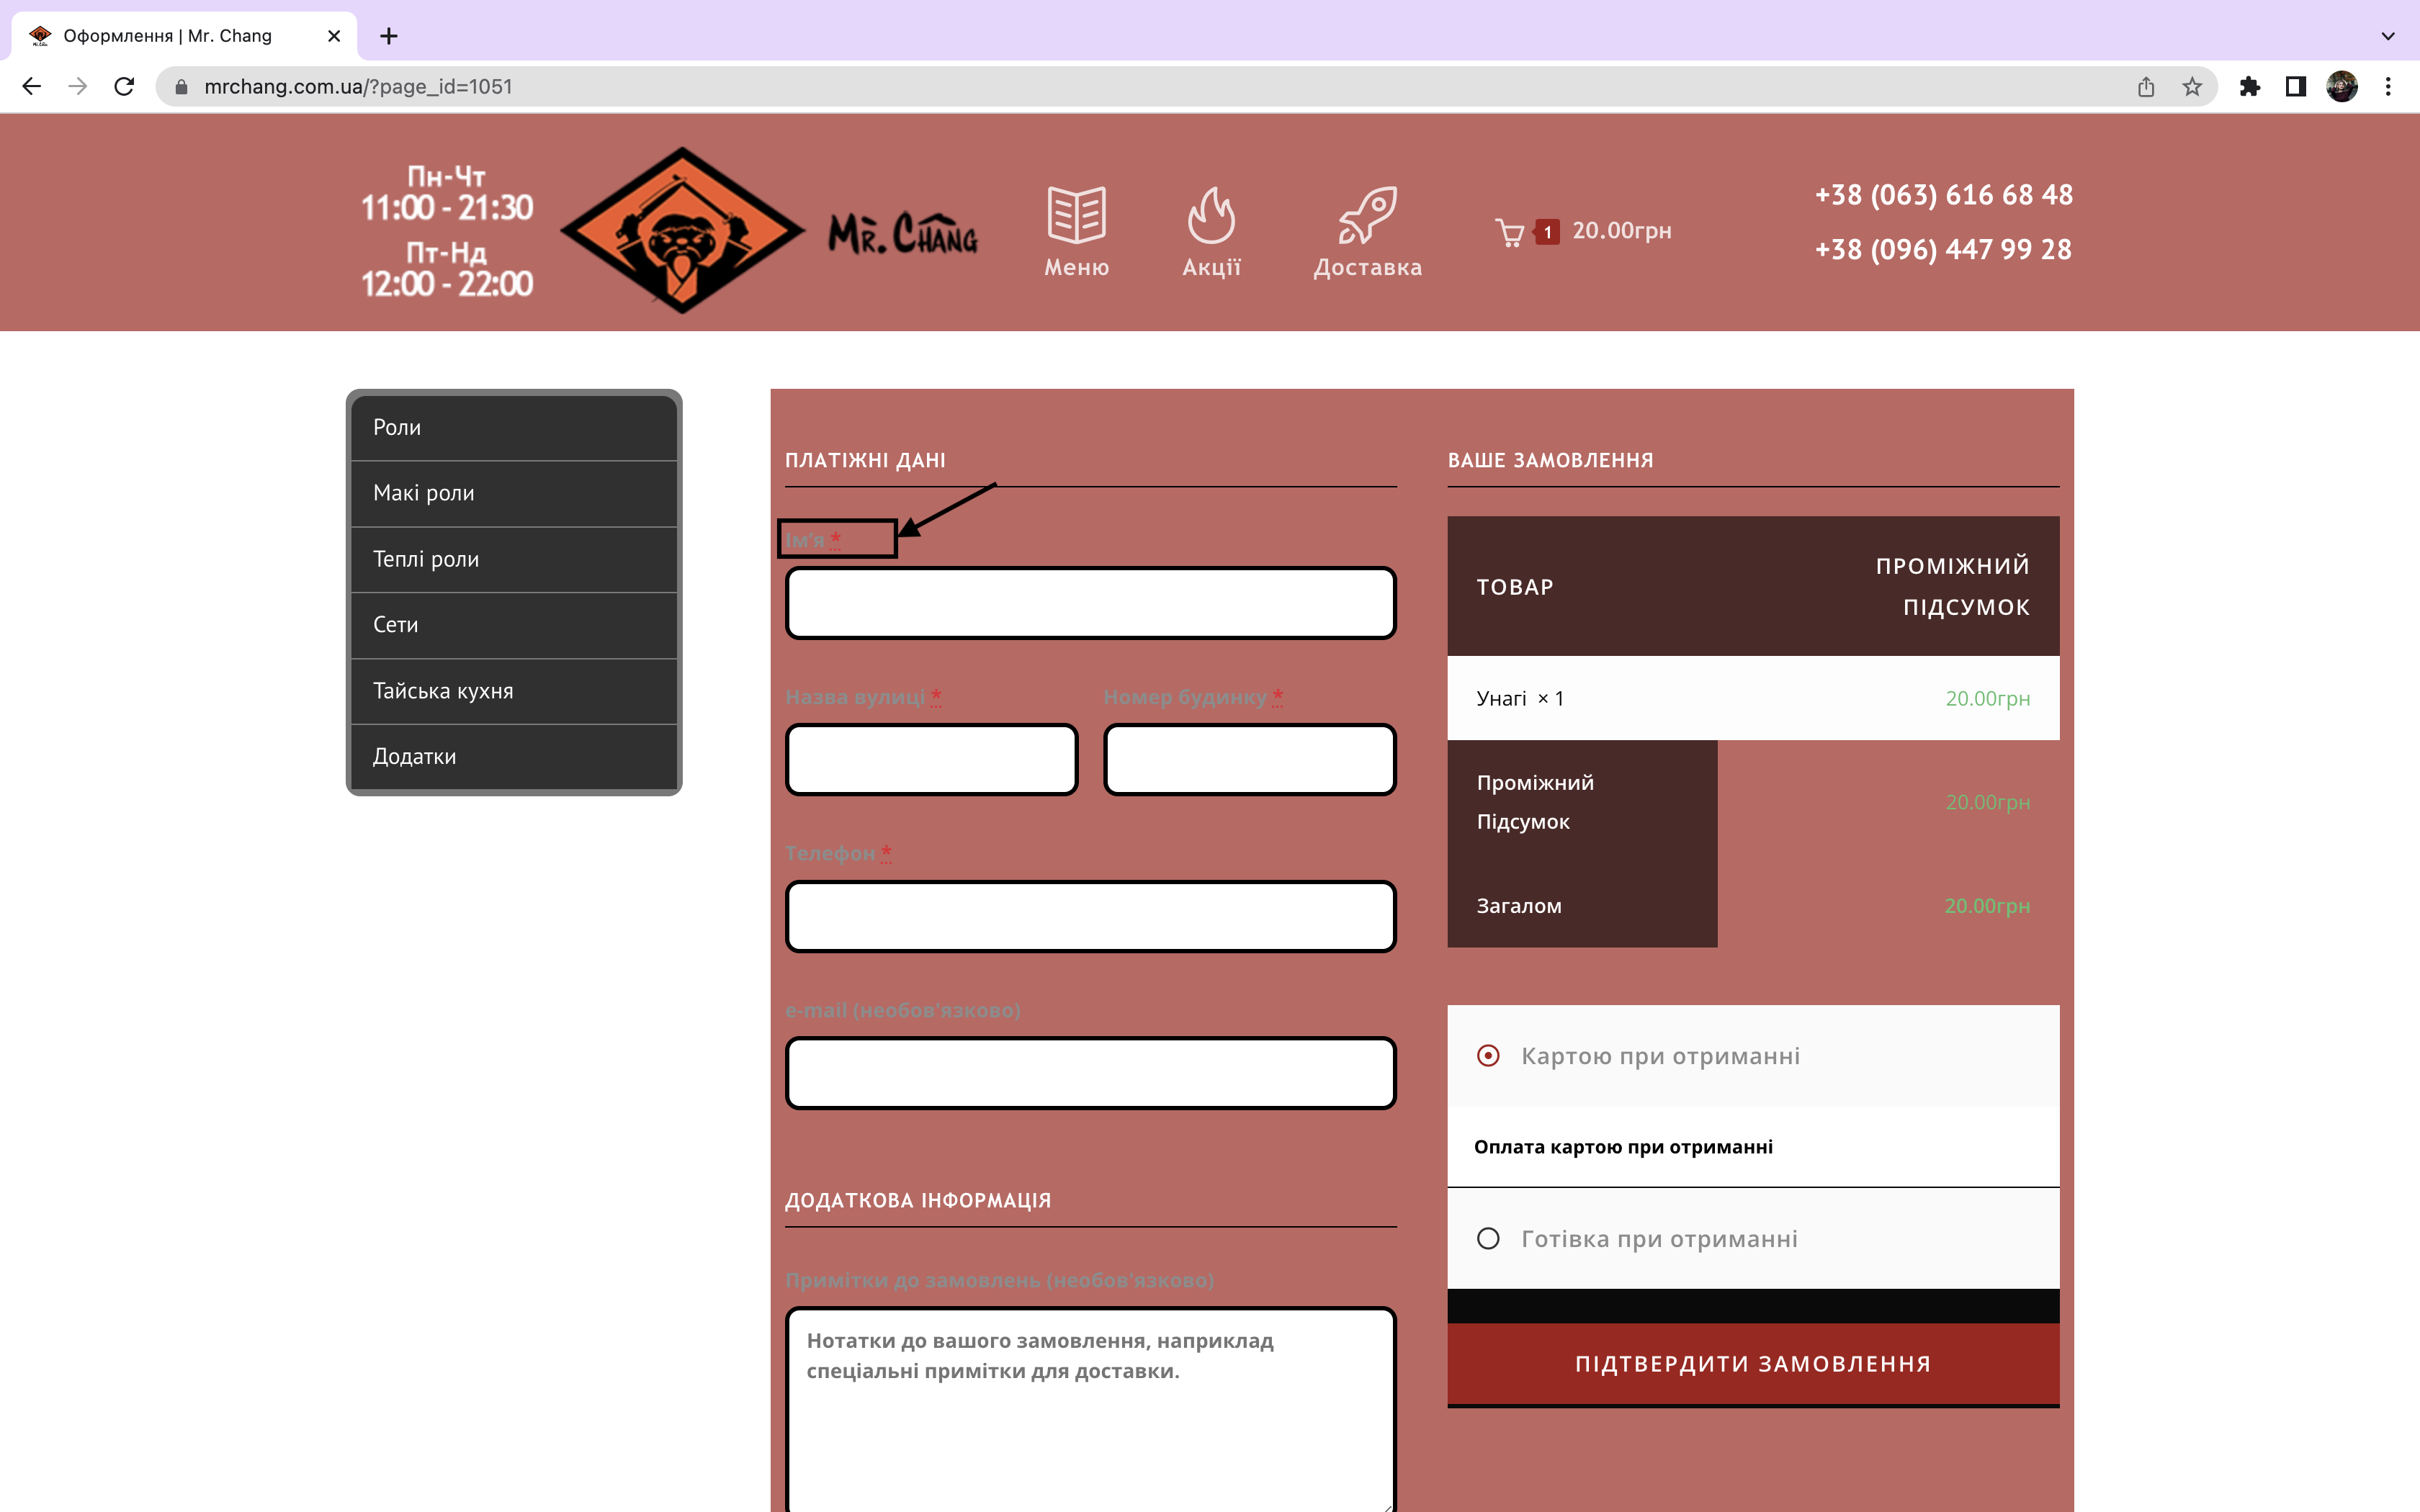 Оформлення | Mr. Chang
mrchang.com.ua/?page_id=1051
Пн-Чт
11:00 - 21:30
Пт-Нд
12:00 - 22:00
Mr. Chang
Меню
Акції
Доставка
1
20.00грн
+38 (063) 616 68 48
+38 (096) 447 99 28
Роли
Макі роли
Теплі роли
Сети
Тайська кухня
Додатки
ПЛАТІЖНІ ДАНІ
Ім'я *
Назва вулиці *
Номер будинку *
Телефон *
e-mail (необов'язково)
ДОДАТКОВА ІНФОРМАЦІЯ
Примітки до замовлень (необов'язково)
Нотатки до вашого замовлення, наприклад
спеціальні примітки для доставки.
ВАШЕ ЗАМОВЛЕННЯ
ТОВАР
ПРОМІЖНИЙ
ПІДСУМОК
Унагі × 1
20.00грн
Проміжний
Підсумок
20.00грн
Загалом
20.00грн
Картою при отриманні
Оплата картою при отриманні
Готівка при отриманні
ПІДТВЕРДИТИ ЗАМОВЛЕННЯ